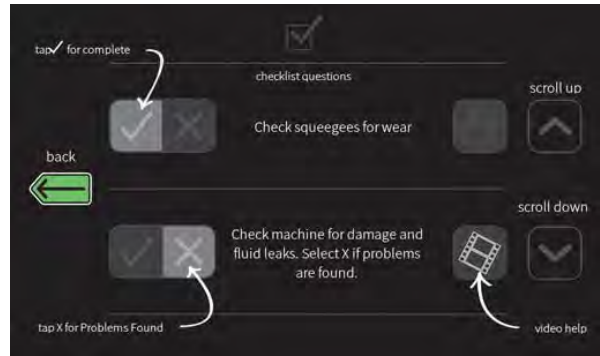 tap✓ for complete
checklist questions
scroll up
Check squeegees for wear
back
scroll down
Check machine for damage and
fluid leaks. Select X if problems
are found.
tap X for Problems Found
video help